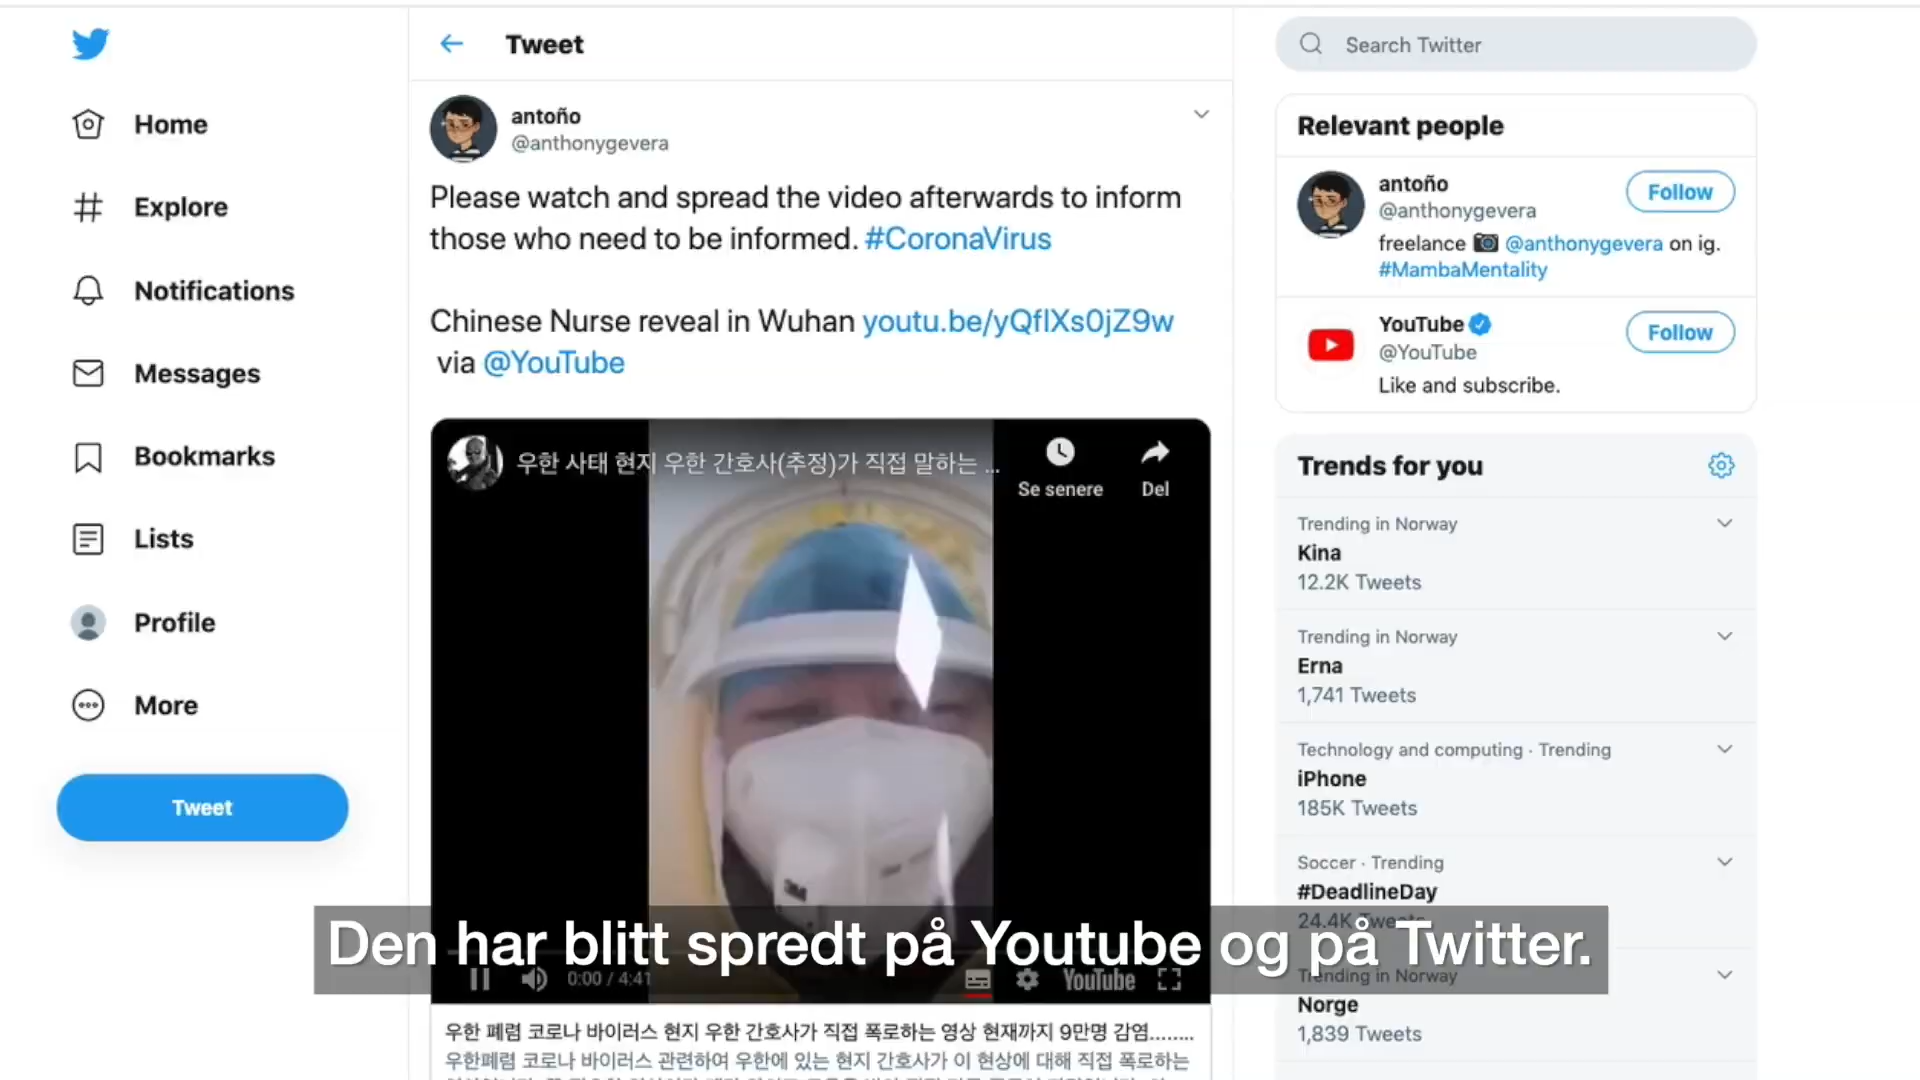 Home
Explore
Notifications
Messages
Bookmarks
Lists
Profile
More
Tweet
Tweet
antoño
@anthonygevera
Please watch and spread the video afterwards to inform
those who need to be informed. #CoronaVirus
Chinese Nurse reveal in Wuhan youtu.be/yQflXs0jZ9w
via @YouTube
우한 사태 현지 우한 간호사(추정)가 직접 말하는 ...
Se senere
Del
3M
0:00 / 4:41
YouTube
우한 폐렴 코로나 바이러스 현지 우한 간호사가 직접 폭로하는 영상 현재까지 9만명 감염........
우한폐렴 코로나 바이러스 관련하여 우한에 있는 현지 간호사가 이 현상에 대해 직접 폭로하는
Den har blitt spredt på Youtube og på Twitter.
Search Twitter
Relevant people
antoño
@anthonygevera
Follow
freelance 📷 @anthonygevera on ig.
#MambaMentality
YouTube
@YouTube
Follow
Like and subscribe.
Trends for you
Trending in Norway
Kina
12.2K Tweets
Trending in Norway
Erna
1,741 Tweets
Technology and computing · Trending
iPhone
185K Tweets
Soccer · Trending
#DeadlineDay
24.4K Tweets
Trending in Norway
Norge
1,839 Tweets